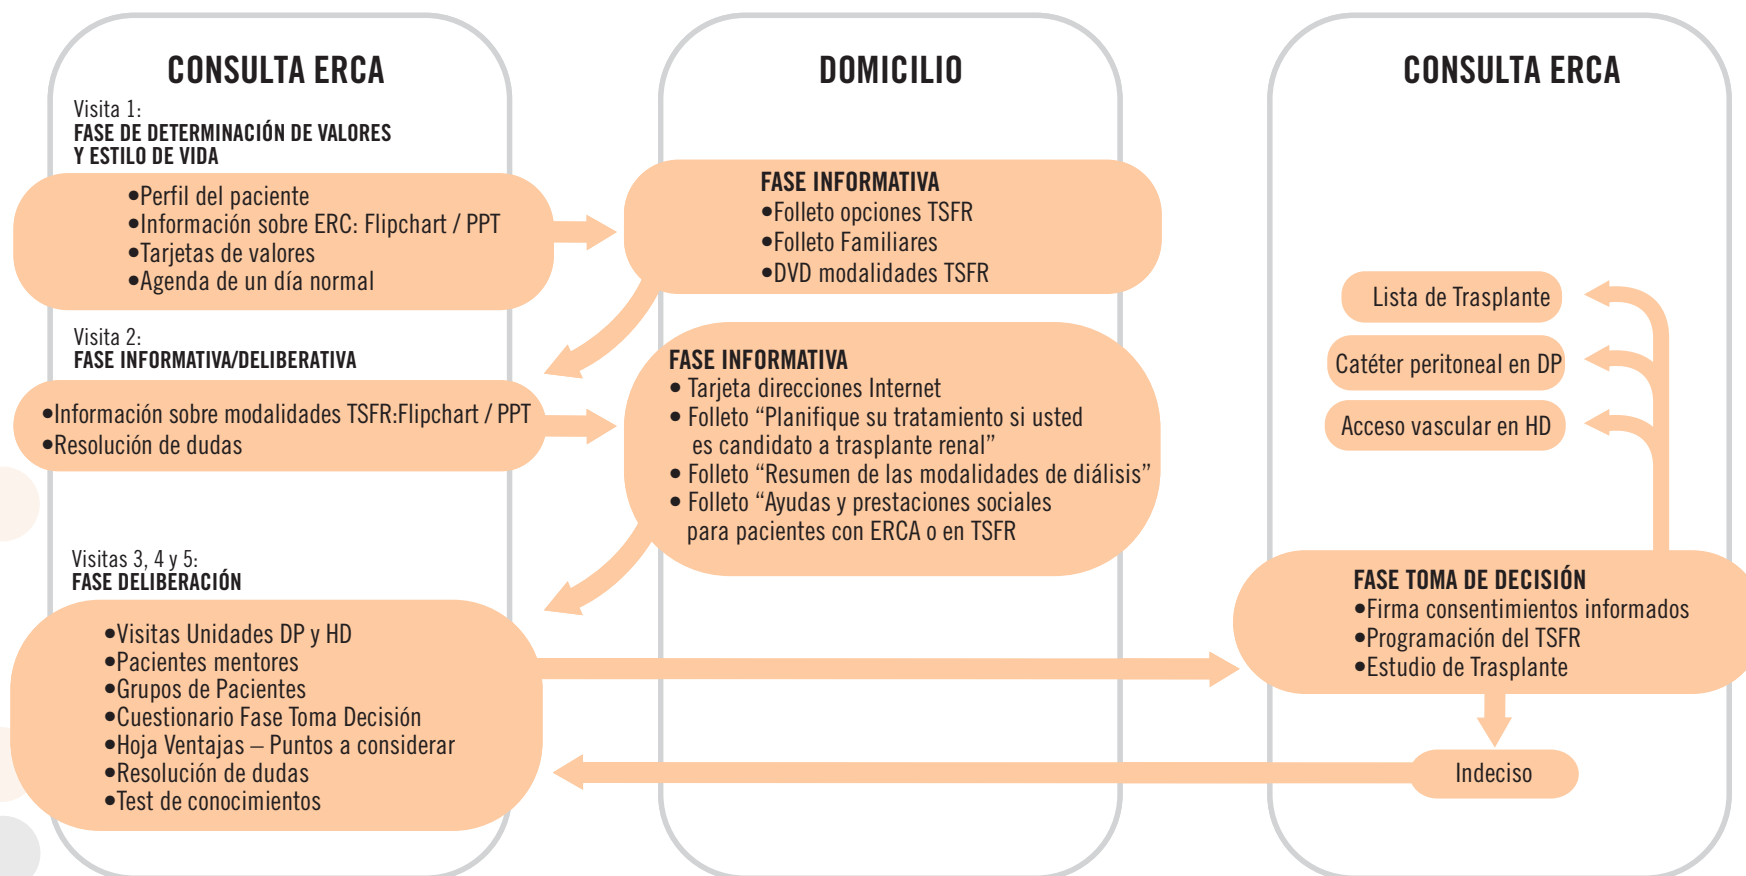 CONSULTA ERCA
Visita 1:
FASE DE DETERMINACIÓN DE VALORES
Y ESTILO DE VIDA
•Perfil del paciente
•Información sobre ERC: Flipchart / PPT
•Tarjetas de valores
•Agenda de un día normal
Visita 2:
FASE INFORMATIVA/DELIBERATIVA
•Información sobre modalidades TSFR:Flipchart / PPT
•Resolución de dudas
Visitas 3, 4 y 5:
FASE DELIBERACIÓN
•Visitas Unidades DP y HD
•Pacientes mentores
•Grupos de Pacientes
•Cuestionario Fase Toma Decisión
•Hoja Ventajas – Puntos a considerar
•Resolución de dudas
•Test de conocimientos
DOMICILIO
FASE INFORMATIVA
•Folleto opciones TSFR
•Folleto Familiares
•DVD modalidades TSFR
FASE INFORMATIVA
• Tarjeta direcciones Internet
• Folleto “Planifique su tratamiento si usted
es candidato a trasplante renal”
• Folleto “Resumen de las modalidades de diálisis”
• Folleto “Ayudas y prestaciones sociales
para pacientes con ERCA o en TSFR
CONSULTA ERCA
Lista de Trasplante
Catéter peritoneal en DP
Acceso vascular en HD
FASE TOMA DE DECISIÓN
•Firma consentimientos informados
•Programación del TSFR
•Estudio de Trasplante
Indeciso